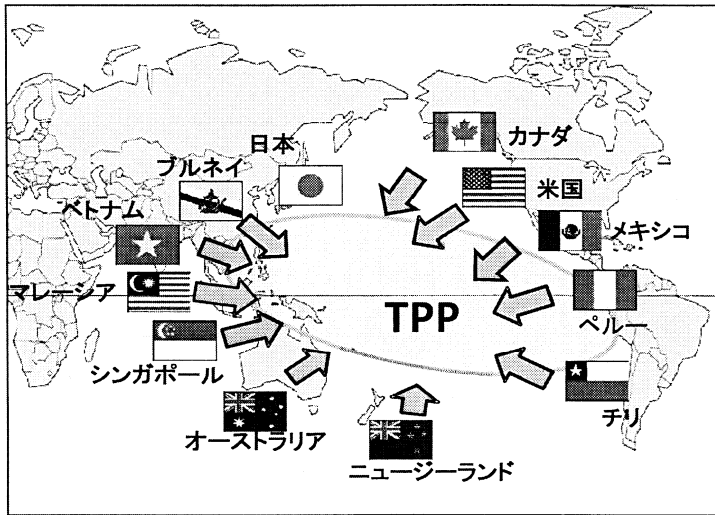 カナダ
日本
米国
ブルネイ
メキシコ
ベトナム
マレーシア
ペルー
TPP
シンガポール
チリ
オーストラリア
ニュージーランド